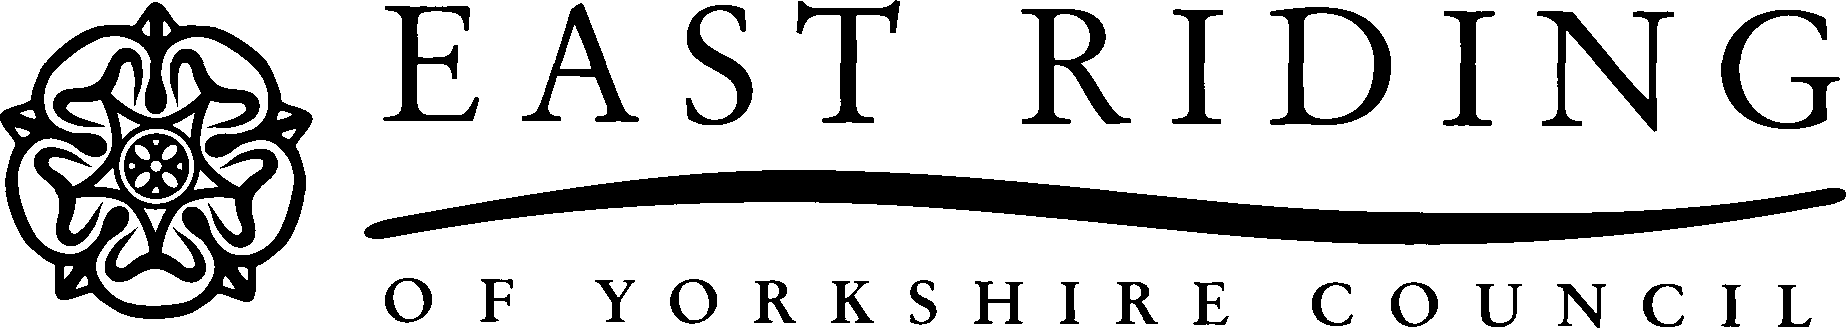 EAST RIDING
OF YORKSHIRE COUNCIL